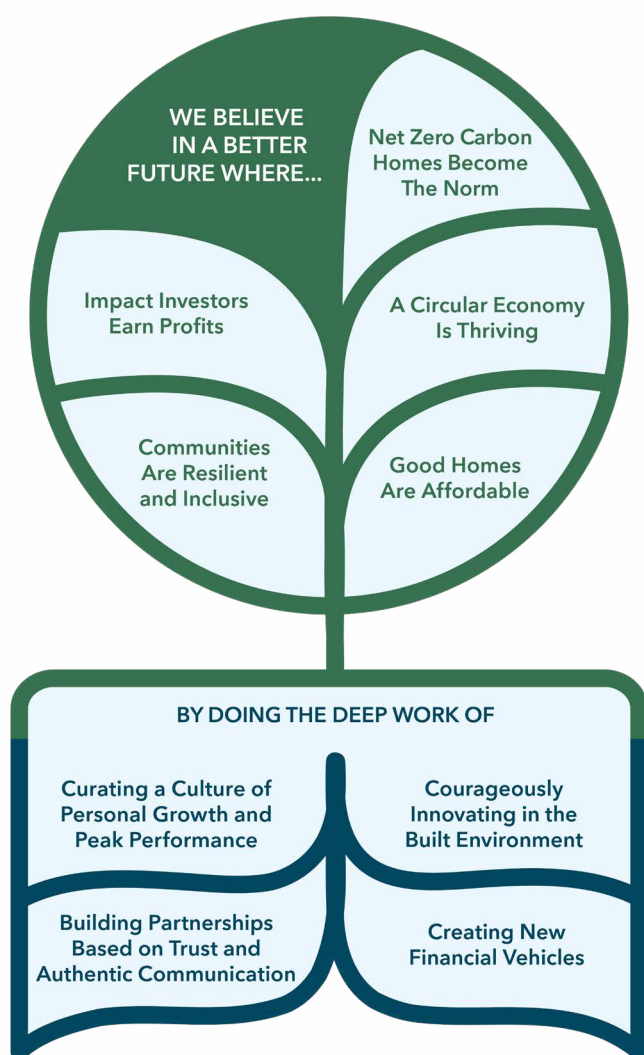 WE BELIEVE
IN A BETTER
FUTURE WHERE...
Net Zero Carbon
Homes Become
The Norm
Impact Investors
Earn Profits
A Circular Economy
Is Thriving
Communities
Are Resilient
and Inclusive
Good Homes
Are Affordable
BY DOING THE DEEP WORK OF
Curating a Culture of
Personal Growth and
Peak Performance
Courageously
Innovating in the
Built Environment
Building Partnerships
Based on Trust and
Authentic Communication
Creating New
Financial Vehicles